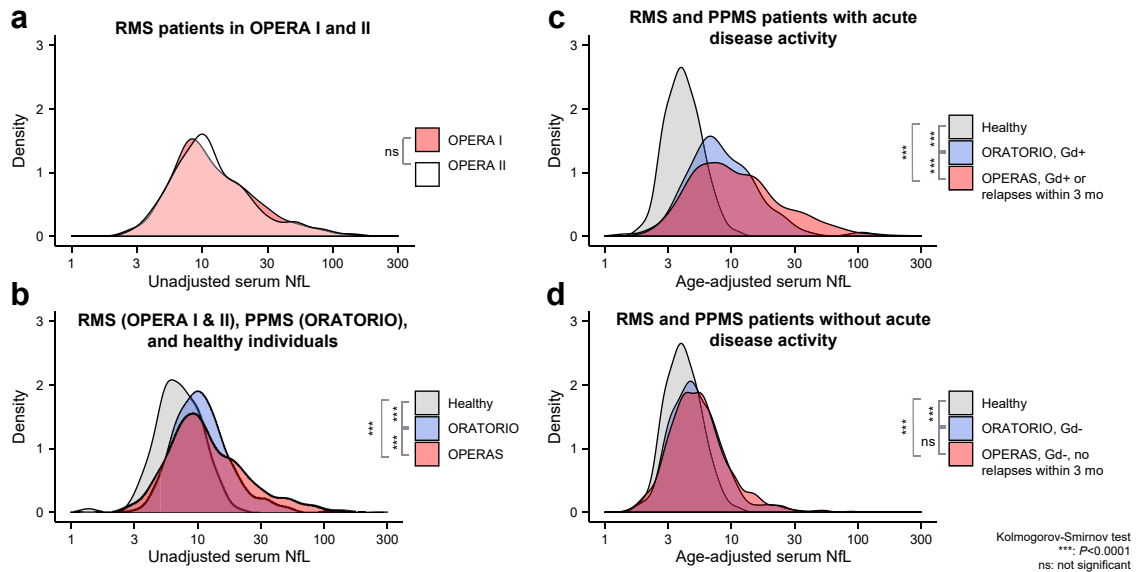 a
RMS patients in OPERA I and II
3
2
1
0
Density
1 3 10 30 100 300
Unadjusted serum NfL
ns
OPERA I
OPERA II
b
RMS (OPERA I & II), PPMS (ORATORIO),
and healthy individuals
3
2
1
0
Density
1 3 10 30 100 300
Unadjusted serum NfL
***
***
***
Healthy
ORATORIO
OPERAS
c
RMS and PPMS patients with acute
disease activity
3
2
1
0
Density
1 3 10 30 100 300
Age-adjusted serum NfL
***
***
***
Healthy
ORATORIO, Gd+
OPERAS, Gd+ or
relapses within 3 mo
d
RMS and PPMS patients without acute
disease activity
3
2
1
0
Density
1 3 10 30 100 300
Age-adjusted serum NfL
***
***
ns
Healthy
ORATORIO, Gd-
OPERAS, Gd-, no
relapses within 3 mo
Kolmogorov-Smirnov test
***: P<0.0001
ns: not significant